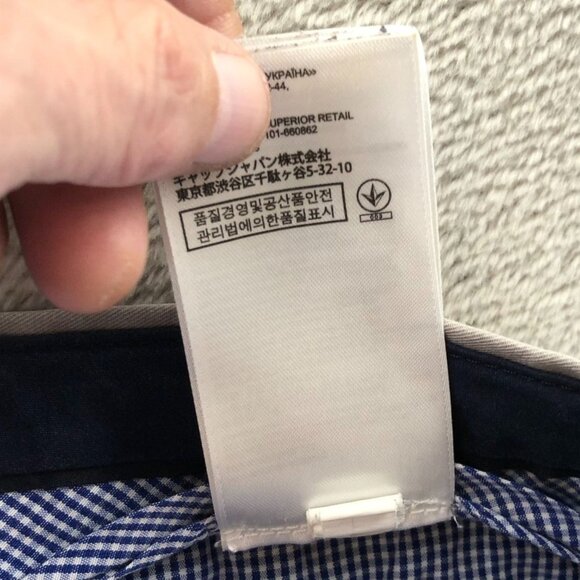 УКРАЇНА»
-44,
SUPERIOR RETAIL
101-660862
ギャップジャパン株式会社
東京都渋谷区千駄ヶ谷5-32-10
품질경영및공산품안전
관리법에의한품질표시
003